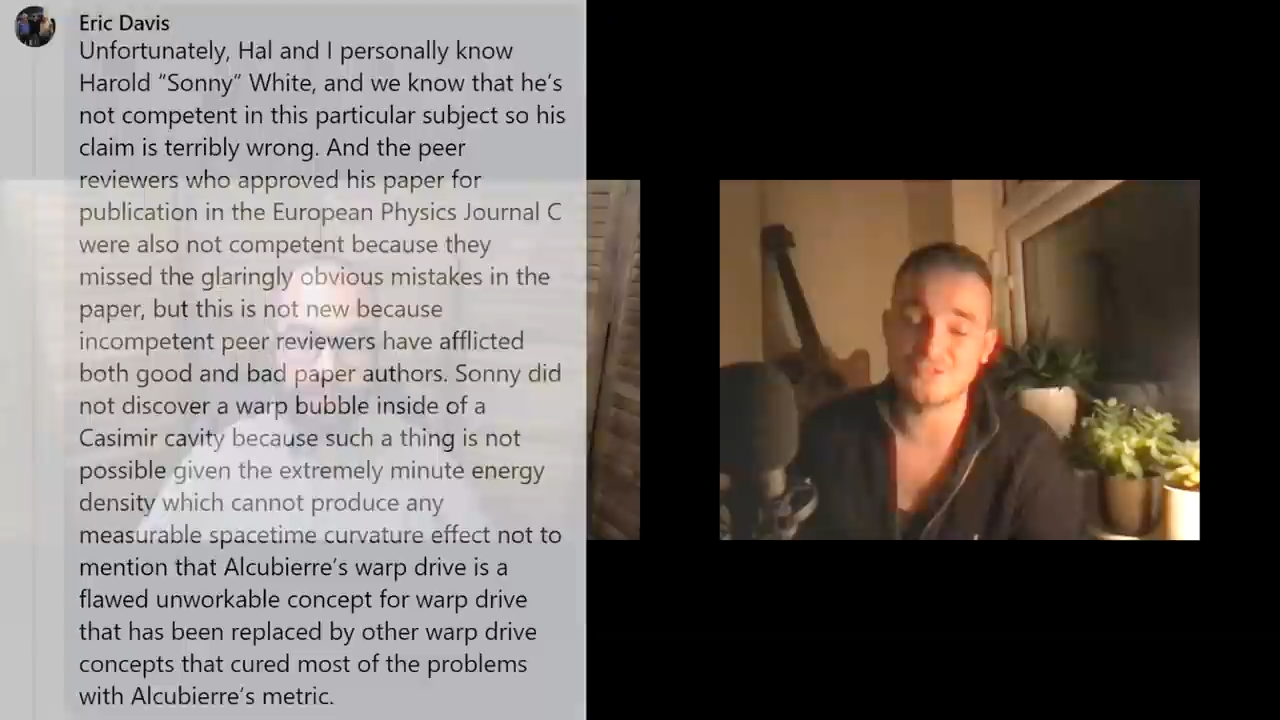 Eric Davis
Unfortunately, Hal and I personally know
Harold “Sonny” White, and we know that he’s
not competent in this particular subject so his
claim is terribly wrong. And the peer
reviewers who approved his paper for
publication in the European Physics Journal C
were also not competent because they
missed the glaringly obvious mistakes in the
paper, but this is not new because
incompetent peer reviewers have afflicted
both good and bad paper authors. Sonny did
not discover a warp bubble inside of a
Casimir cavity because such a thing is not
possible given the extremely minute energy
density which cannot produce any
measurable spacetime curvature effect not to
mention that Alcubierre’s warp drive is a
flawed unworkable concept for warp drive
that has been replaced by other warp drive
concepts that cured most of the problems
with Alcubierre’s metric.